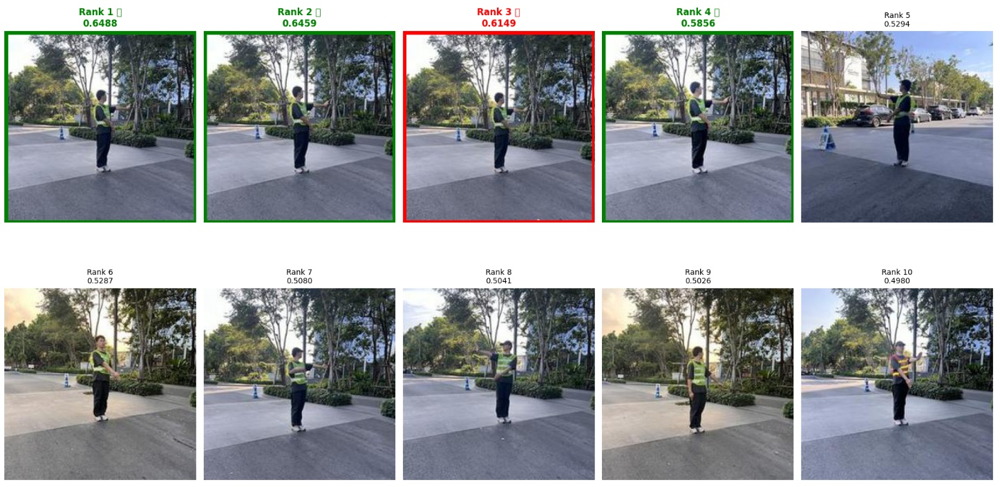 Rank 1 
0.6488
Rank 2 
0.6459
Rank 3 
0.6149
Rank 4 
0.5856
Rank 5
0.5294
Rank 6
0.5287
Rank 7
0.5080
Rank 8
0.5041
Rank 9
0.5026
Rank 10
0.4980